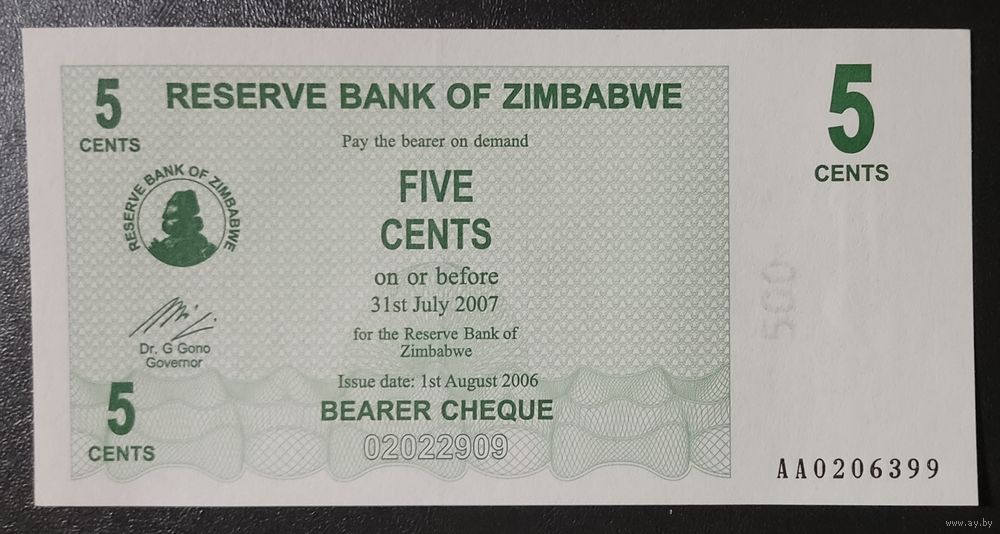 5
CENTS
RESERVE BANK OF ZIMBABWE
5
CENTS
Pay the bearer on demand
FIVE
CENTS
RESERVE BANK OF ZIMBABWE
on or before
31st July 2007
for the Reserve Bank of
Zimbabwe
500
Dr. G Gono
Governor
Issue date: 1st August 2006
BEARER CHEQUE
02022909
5
CENTS
AA0206399
www.ay.by